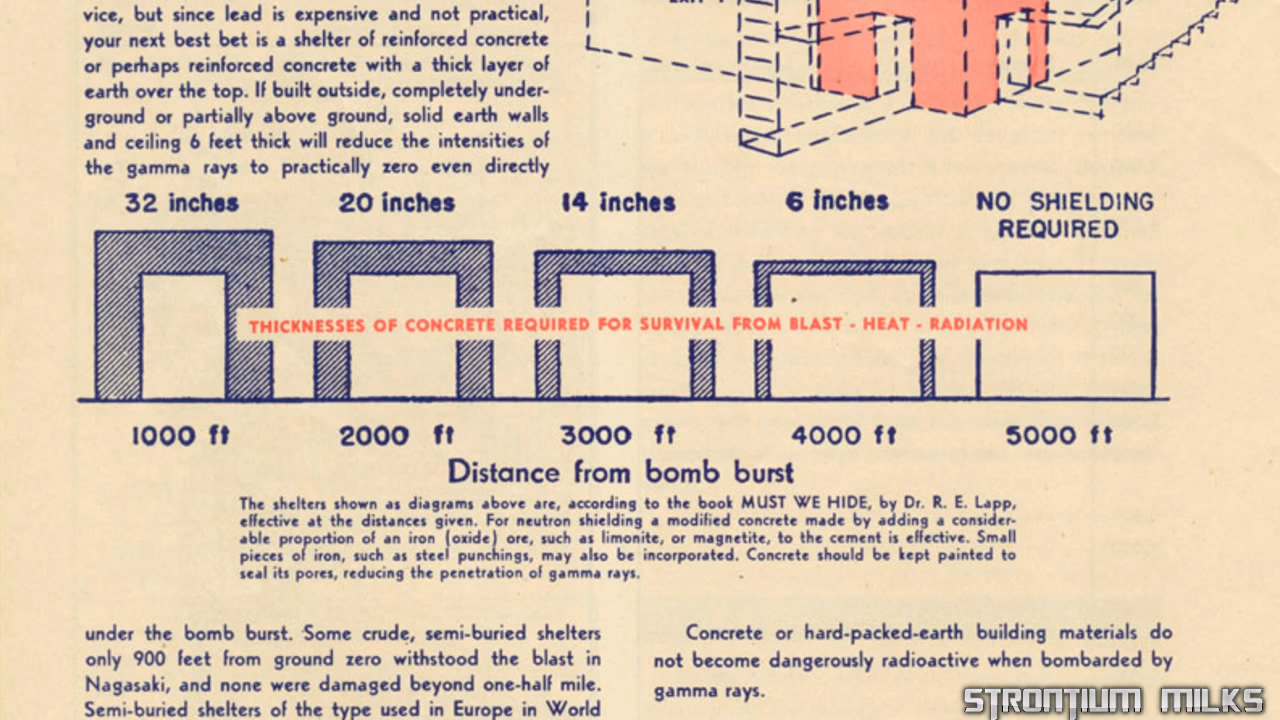 vice, but since lead is expensive and not practical,
your next best bet is a shelter of reinforced concrete
or perhaps reinforced concrete with a thick layer of
earth over the top. If built outside, completely under-
ground or partially above ground, solid earth walls
and ceiling 6 feet thick will reduce the intensities of
the gamma rays to practically zero even directly
32 inches
20 inches
14 inches
6 inches
NO SHIELDING
REQUIRED
THICKNESSES OF CONCRETE REQUIRED FOR SURVIVAL FROM BLAST - HEAT - RADIATION
1000 ft
2000 ft
3000 ft
4000 ft
5000 ft
Distance from bomb burst
The shelters shown as diagrams above are, according to the book MUST WE HIDE, by Dr. R. E. Lapp,
effective at the distances given. For neutron shielding a modified concrete made by adding a consider-
able proportion of an iron (oxide) ore, such as limonite, or magnetite, to the cement is effective. Small
pieces of iron, such as steel punchings, may also be incorporated. Concrete should be kept painted to
seal its pores, reducing the penetration of gamma rays.
under the bomb burst. Some crude, semi-buried shelters
only 900 feet from ground zero withstood the blast in
Nagasaki, and none were damaged beyond one-half mile.
Semi-buried shelters of the type used in Europe in World
Concrete or hard-packed-earth building materials do
not become dangerously radioactive when bombarded by
gamma rays.
STRONTIUM MILKS